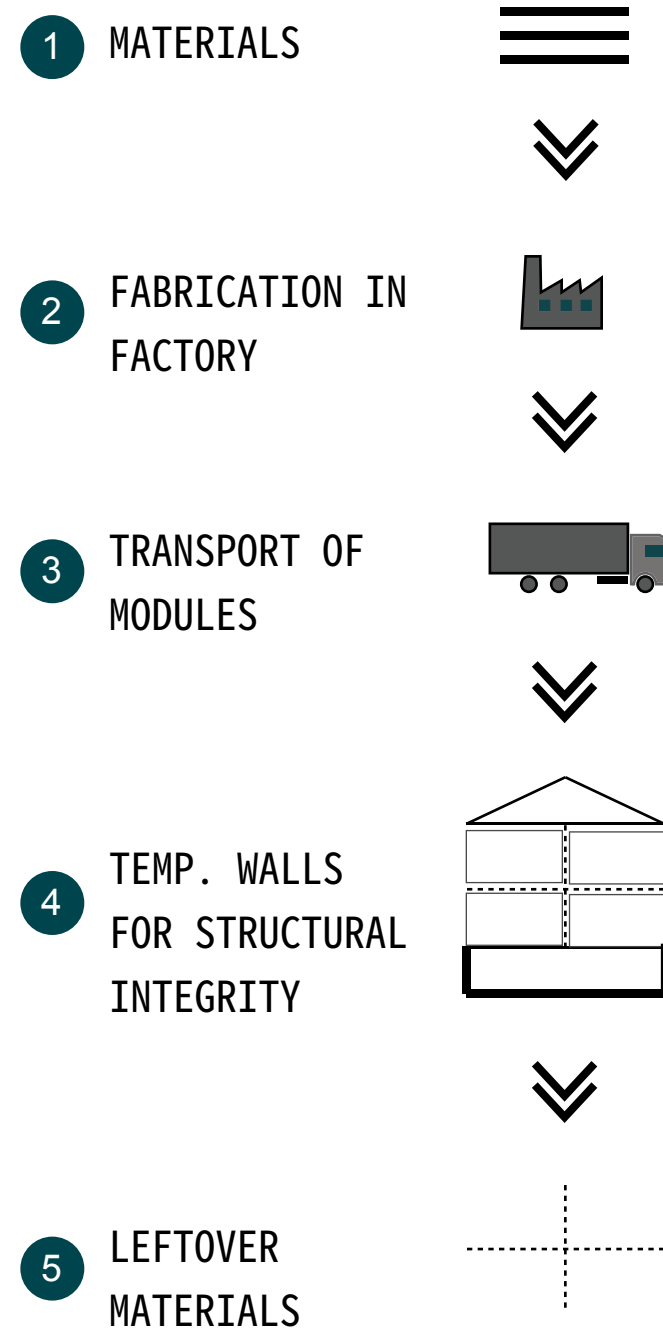 1 MATERIALS
2 FABRICATION IN
FACTORY
3 TRANSPORT OF
MODULES
4 TEMP. WALLS
FOR STRUCTURAL
INTEGRITY
5 LEFTOVER
MATERIALS